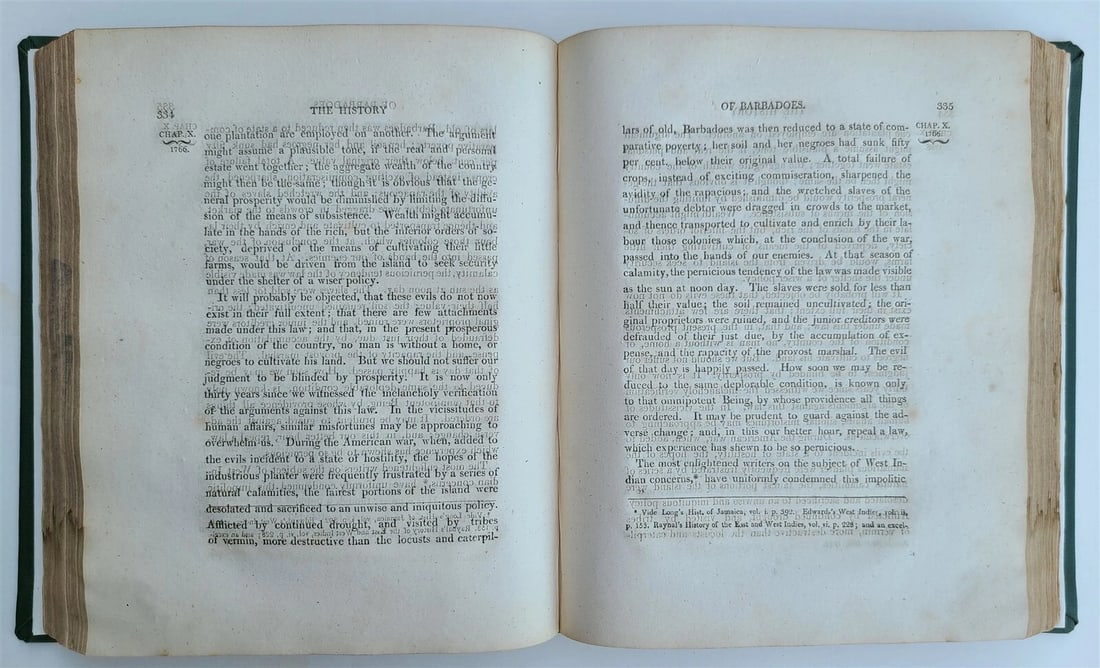 334
THE HISTORY
CHAP. X.
1766.
one plantation are employed on another. The argument
might assume a plausible tone, if the real and personal
estate went together; the aggregate wealth of the country
might then be the same; though it is obvious that the ge-
neral prosperity would be diminished by limiting the diffu-
sion of the means of subsistence. Wealth might accumu-
late in the hands of the rich, but the inferior orders of so-
ciety, deprived of the means of cultivating their little
farms, would be driven from the island to seek security
under the shelter of a wiser policy.
It will probably be objected, that these evils do not now
exist in their full extent; that there are few attachments
made under this law; and that, in the present prosperous
condition of the country, no man is without a home, or
negroes to cultivate his land. But we should not suffer our
judgment to be blinded by prosperity. It is now only
thirty years since we witnessed the melancholy verification
of the arguments against this law. In the vicissitudes of
human affairs, similar misfortunes may be approaching to
overwhelm us. During the American war, when, added to
the evils incident to a state of hostility, the hopes of the
industrious planter were frequently frustrated by a series of
natural calamities, the fairest portions of the island were
desolated and sacrificed to an unwise and iniquitous policy.
Afflicted by continued drought, and visited by tribes
of vermin, more destructive than the locusts and caterpil-
OF BARBADOES.
335
CHAP. X.
1766.
lars of old, Barbadoes was then reduced to a state of com-
parative poverty; her soil and her negroes had sunk fifty
per cent. below their original value. A total failure of
crops, instead of exciting commiseration, sharpened the
avidity of the rapacious; and the wretched slaves of the
unfortunate debtor were dragged in crowds to the market,
and thence transported to cultivate and enrich by their la-
bour those colonies which, at the conclusion of the war,
passed into the hands of our enemies. At that season of
calamity, the pernicious tendency of the law was made visible
as the sun at noon day. The slaves were sold for less than
half their value; the soil remained uncultivated; the ori-
ginal proprietors were ruined, and the junior creditors were
defrauded of their just due, by the accumulation of ex-
pense, and the rapacity of the provost marshal. The evil
of that day is happily passed. How soon we may be re-
duced to the same deplorable condition, is known only
to that omnipotent Being, by whose providence all things
are ordered. It may be prudent to guard against the ad-
verse change; and, in this our better hour, repeal a law,
which experience has shewn to be so pernicious.
The most enlightened writers on the subject of West In-
dian concerns,* have uniformly condemned this impolitic
* Vide Long's Hist. of Jamaica, vol. i. p. 392. Edwards's West Indies, vol. ii.
p. 153. Raynal's History of the East and West Indies, vol. vi. p. 228; and an excel-